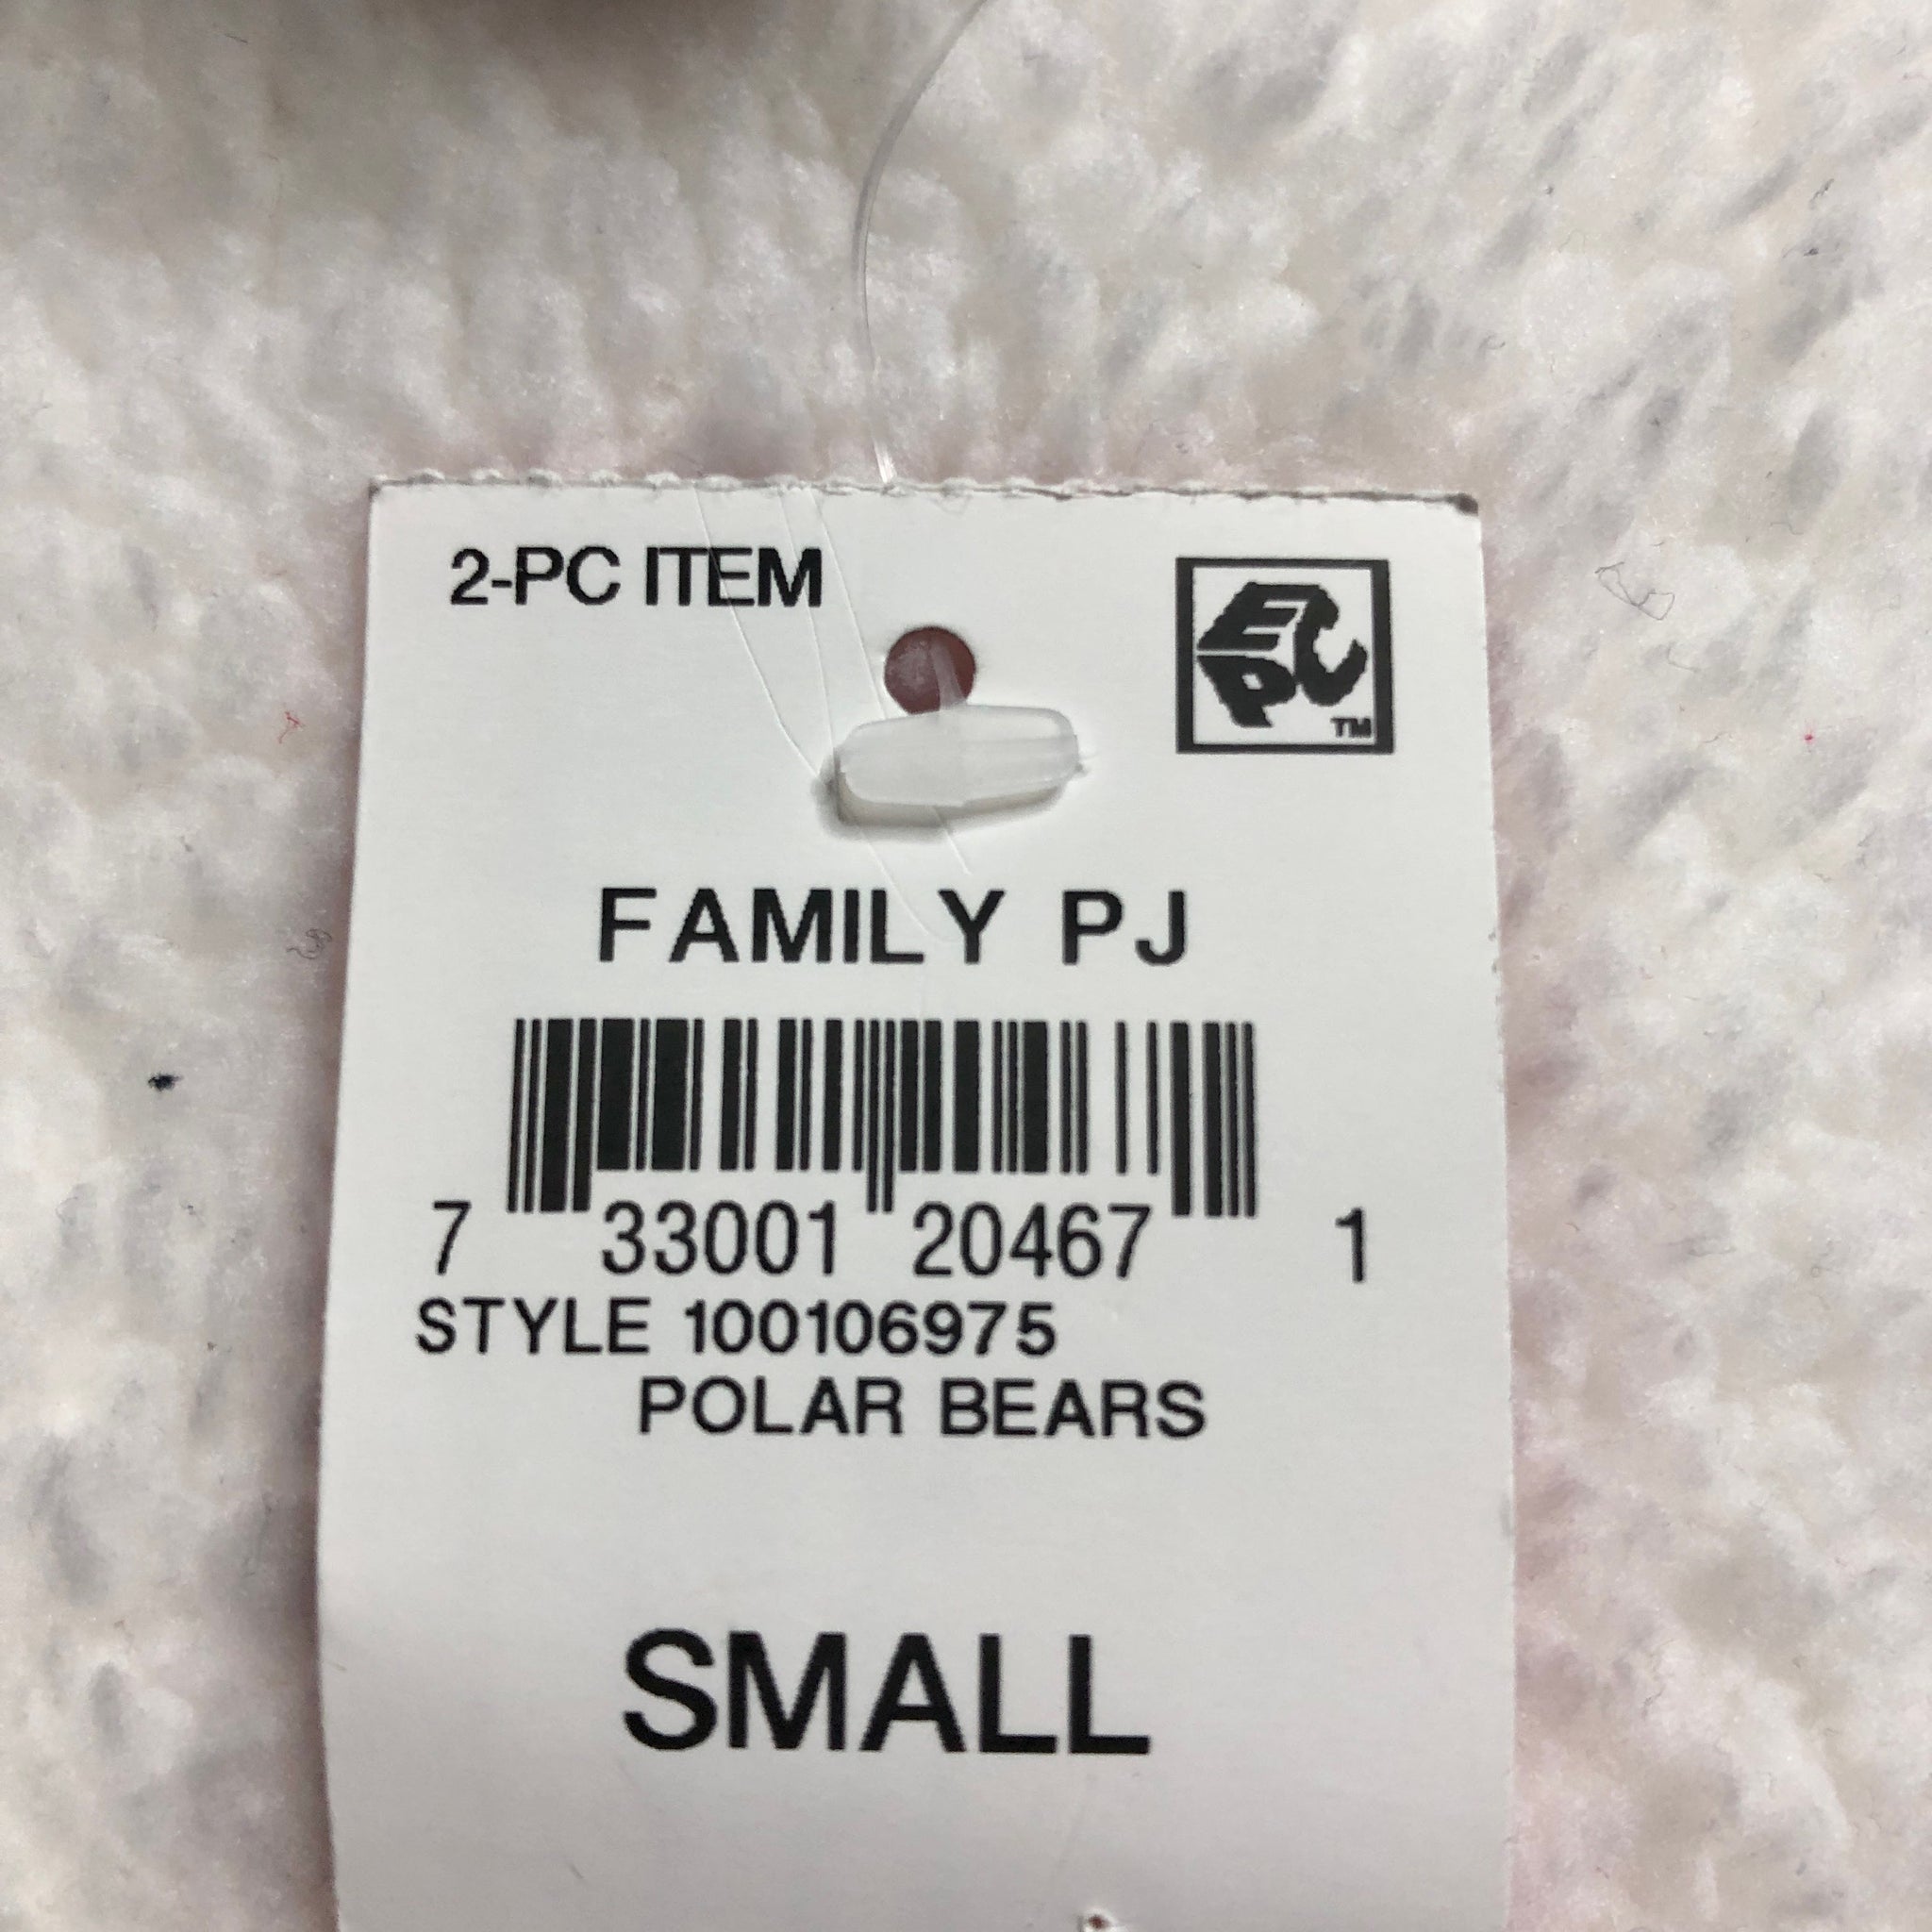 2-PC ITEM
EPC
TM
FAMILY PJ
7 33001 20467 1
STYLE 100106975
POLAR BEARS
SMALL